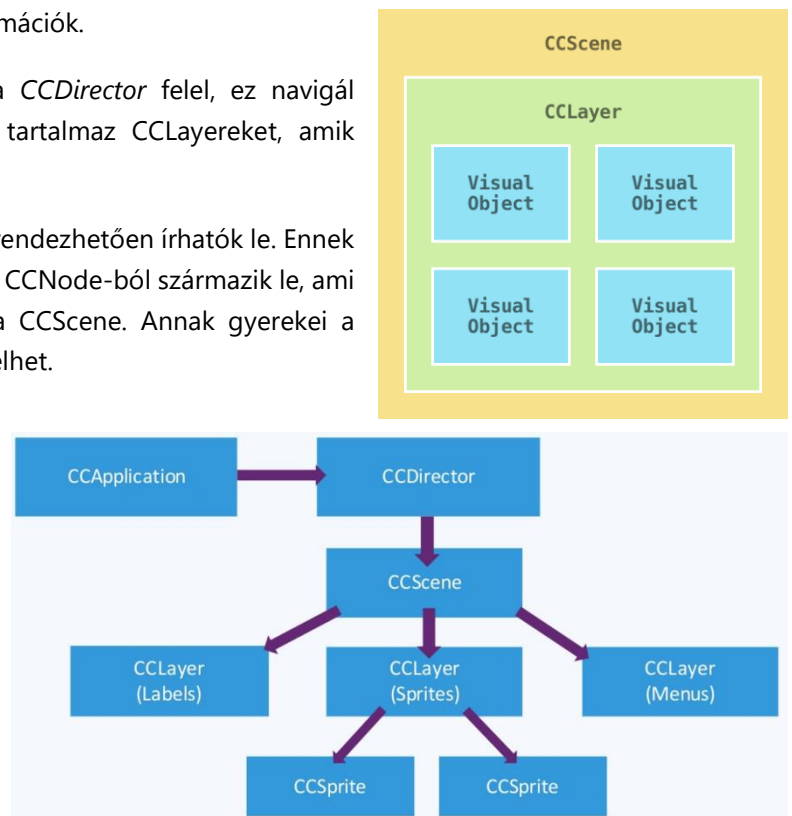 mációk.
a CCDirector felel, ez navigál
tartalmaz CCLayereket, amik
rendezhetően írhatók le. Ennek
CCNode-ból származik le, ami
a CCScene. Annak gyerekei a
elhet.
CCScene
CCLayer
Visual
Object
Visual
Object
Visual
Object
Visual
Object
CCApplication
CCDirector
CCScene
CCLayer
(Labels)
CCLayer
(Sprites)
CCLayer
(Menus)
CCSprite
CCSprite